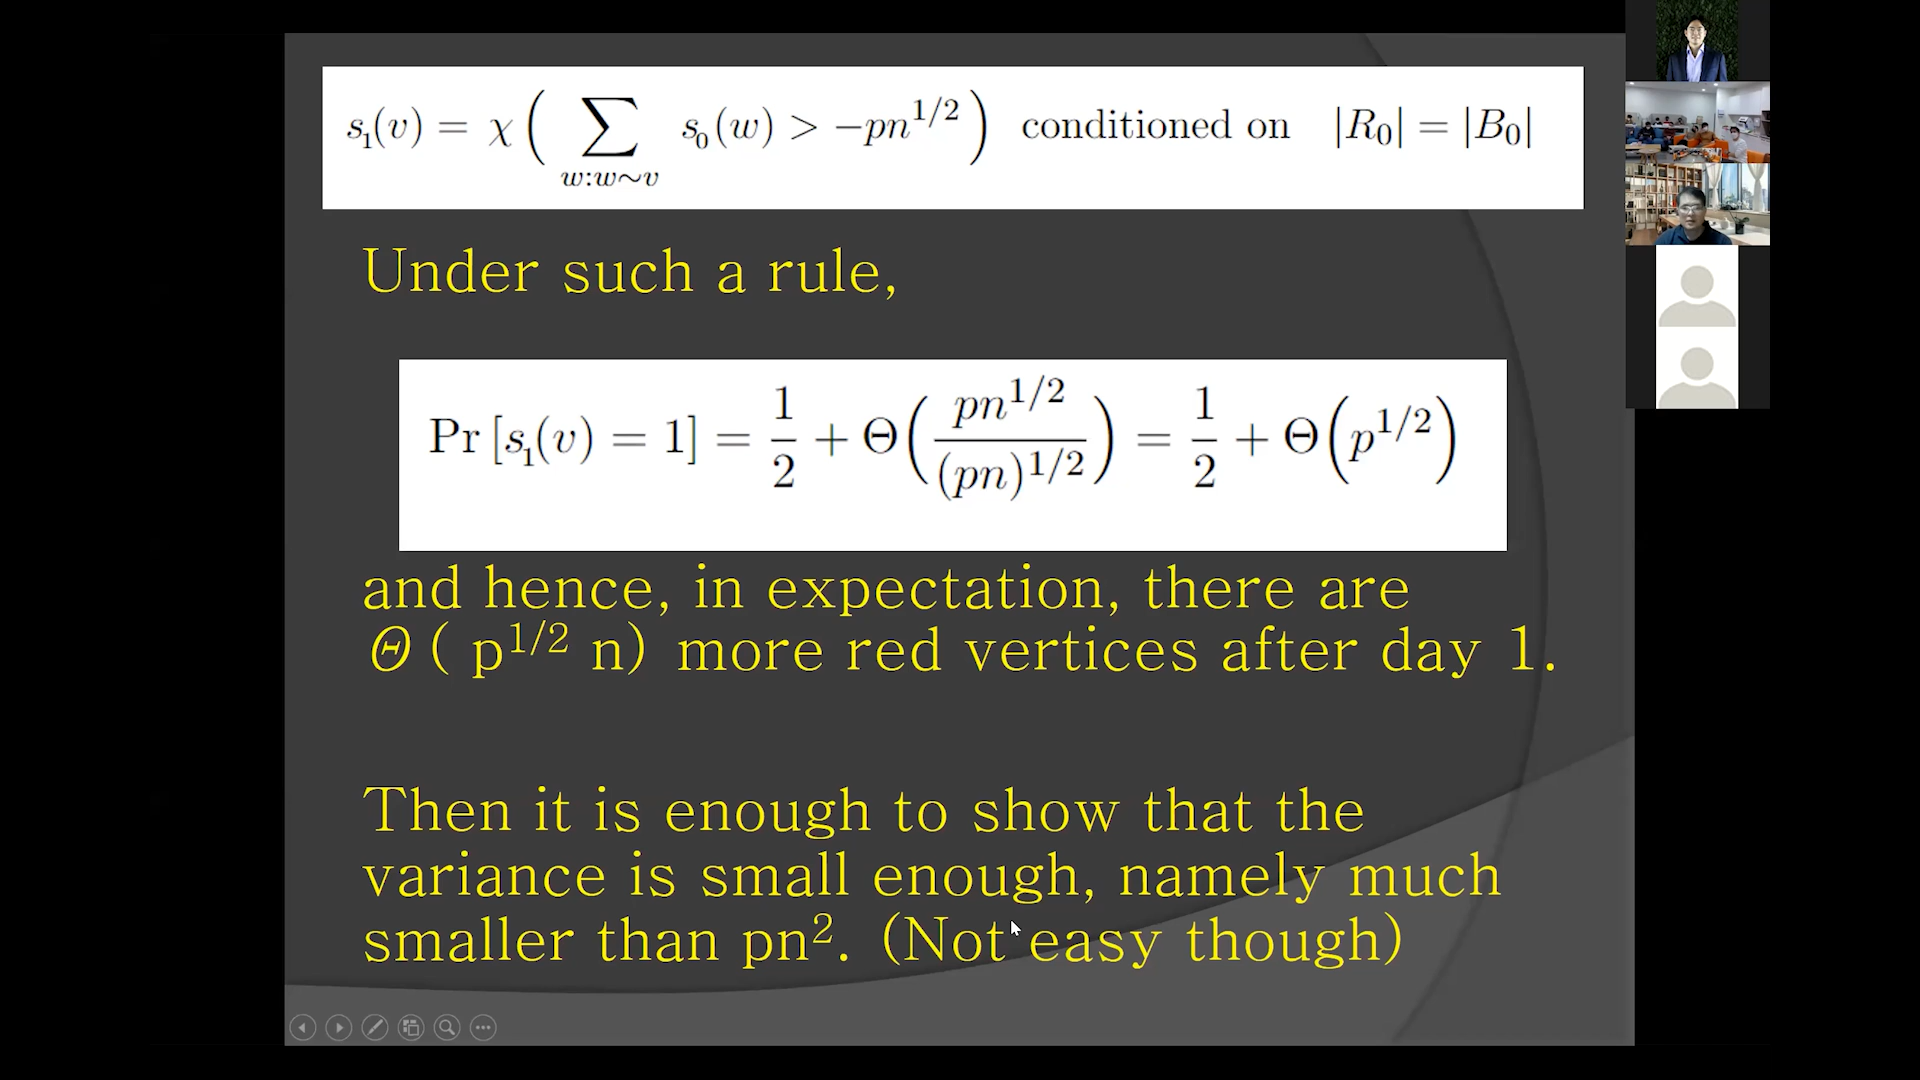 s₁(v) = χ( ∑_{w:w∼v} s₀(w) > −pn^{1/2} ) conditioned on |R₀| = |B₀|
Under such a rule,
Pr [s₁(v) = 1] = 1/2 + Θ( pn^{1/2} / (pn)^{1/2} ) = 1/2 + Θ( p^{1/2} )
and hence, in expectation, there are
Θ ( p^{1/2} n) more red vertices after day 1.
Then it is enough to show that the
variance is small enough, namely much
smaller than pn². (Not easy though)